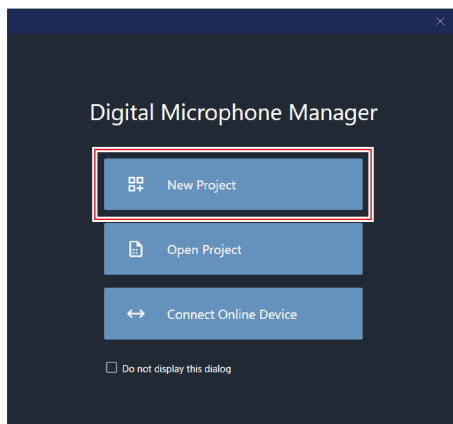 Digital Microphone Manager
New Project
Open Project
Connect Online Device
Do not display this dialog